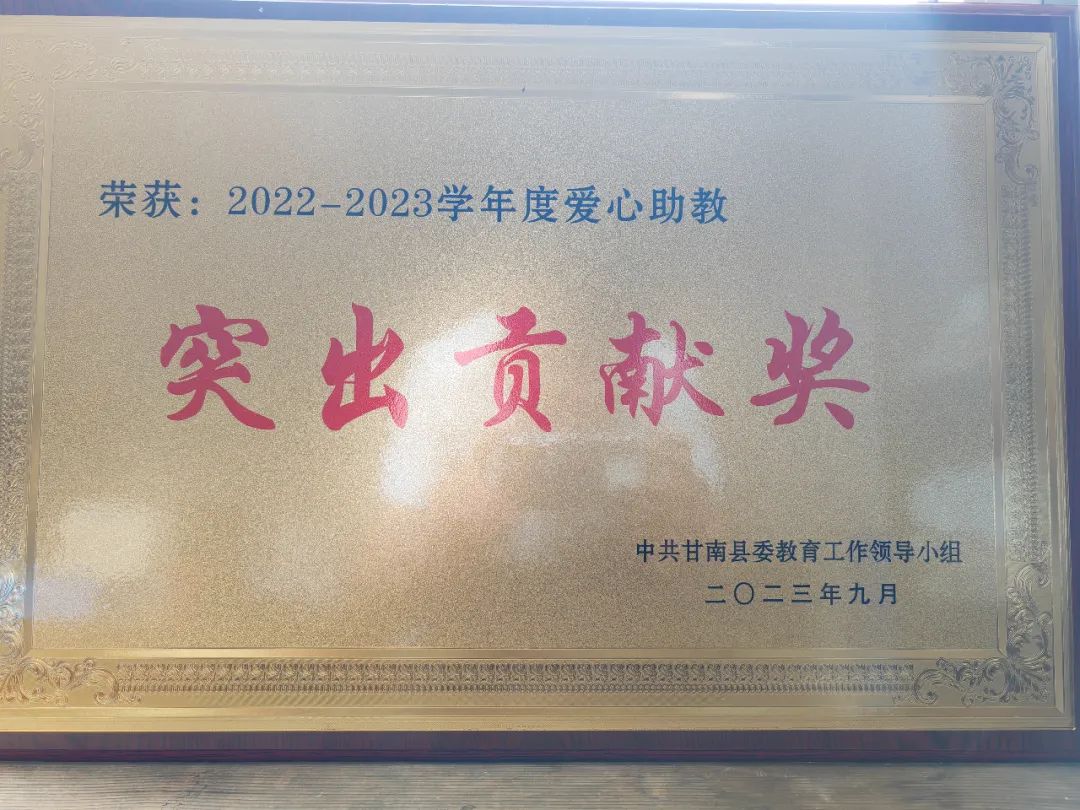 荣获：2022-2023学年度爱心助教
突出贡献奖
中共甘南县委教育工作领导小组
二〇二三年九月